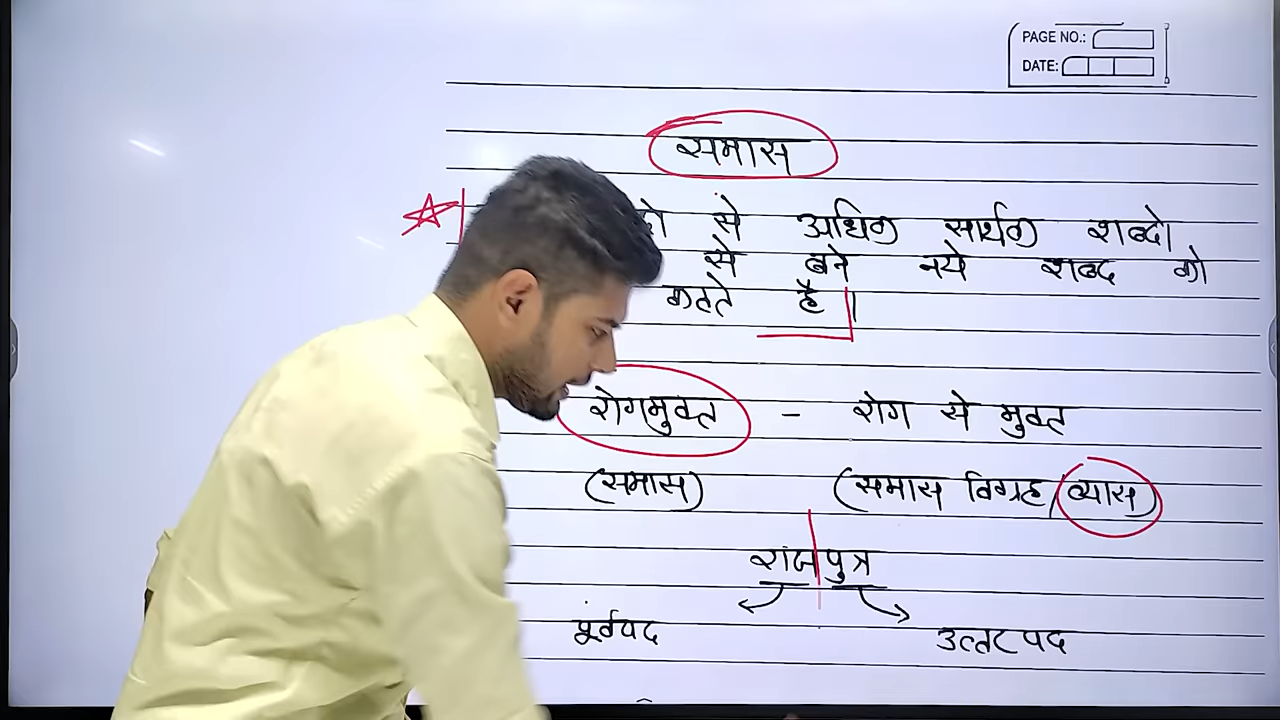 PAGE NO.:
DATE:
समास
से अधिक सार्थक शब्दो
से बने नये शब्द को
कहते है।
रोगमुक्त - रोग से मुक्त
(समास) (समास विग्रह/व्यास)
राजपुत्र
पूर्वपद उत्तरपद